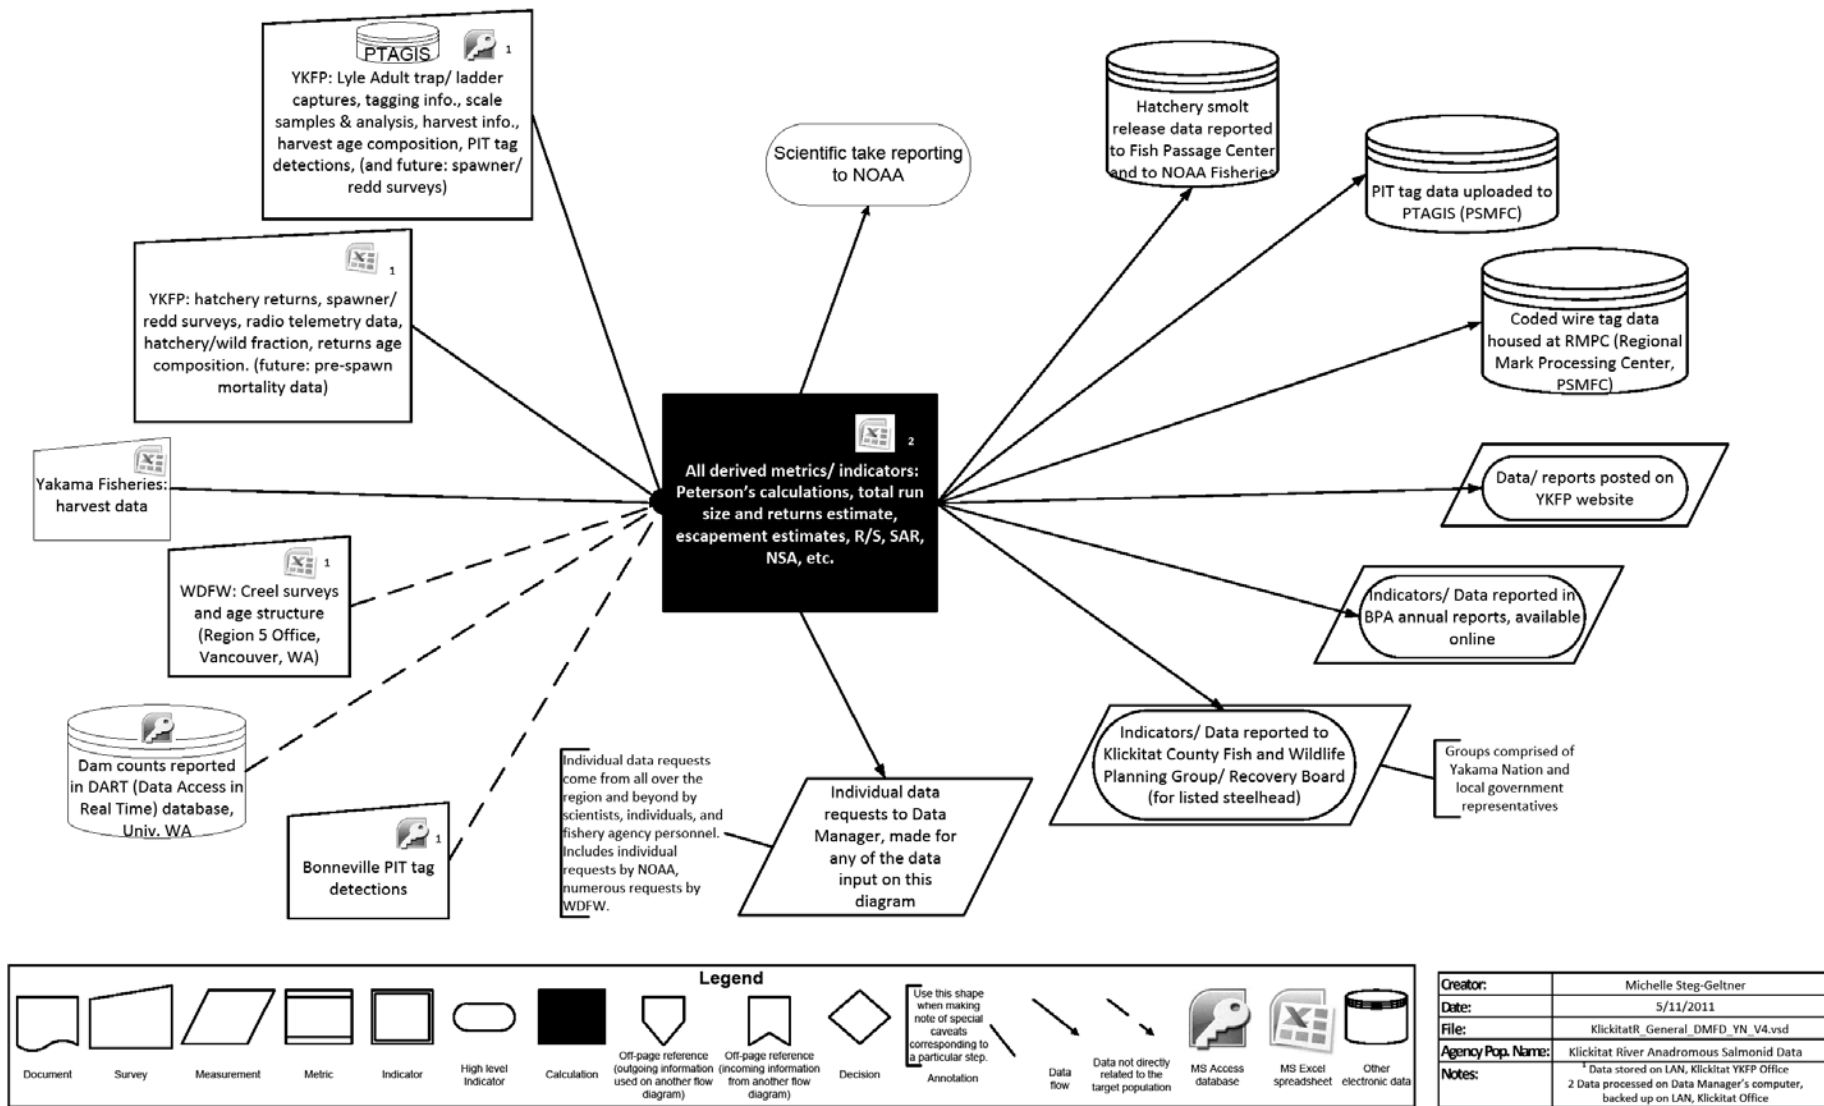 PTAGIS
1
YKFP: Lyle Adult trap/ ladder
captures, tagging info., scale
samples & analysis, harvest info.,
harvest age composition, PIT tag
detections, (and future: spawner/
redd surveys)
1
YKFP: hatchery returns, spawner/
redd surveys, radio telemetry data,
hatchery/wild fraction, returns age
composition. (future: pre-spawn
mortality data)
Yakama Fisheries:
harvest data
1
WDFW: Creel surveys
and age structure
(Region 5 Office,
Vancouver, WA)
Dam counts reported
in DART (Data Access in
Real Time) database,
Univ. WA
1
Bonneville PIT tag
detections
Scientific take reporting
to NOAA
2
All derived metrics/ indicators:
Peterson's calculations, total run
size and returns estimate,
escapement estimates, R/S, SAR,
NSA, etc.
Hatchery smolt
release data reported
to Fish Passage Center
and to NOAA Fisheries
PIT tag data uploaded to
PTAGIS (PSMFC)
Coded wire tag data
housed at RMPC (Regional
Mark Processing Center,
PSMFC)
Data/ reports posted on
YKFP website
Indicators/ Data reported in
BPA annual reports, available
online
Indicators/ Data reported to
Klickitat County Fish and Wildlife
Planning Group/ Recovery Board
(for listed steelhead)
Groups comprised of
Yakama Nation and
local government
representatives
Individual data requests
come from all over the
region and beyond by
scientists, individuals, and
fishery agency personnel.
Includes individual
requests by NOAA,
numerous requests by
WDFW.
Individual data
requests to Data
Manager, made for
any of the data
input on this
diagram
Legend
Document
Survey
Measurement
Metric
Indicator
High level
Indicator
Calculation
Off-page reference
(outgoing information
used on another flow
diagram)
Off-page reference
(incoming information
from another flow
diagram)
Decision
Use this shape
when making
note of special
caveats
corresponding to
a particular step.
Annotation
Data
flow
Data not directly
related to the
target population
MS Access
database
MS Excel
spreadsheet
Other
electronic data
Creator: Michelle Steg-Geltner
Date: 5/11/2011
File: KlickitatR_General_DMFD_YN_V4.vsd
Agency Pop. Name: Klickitat River Anadromous Salmonid Data
Notes: 1 Data stored on LAN, Klickitat YKFP Office
2 Data processed on Data Manager's computer,
backed up on LAN, Klickitat Office